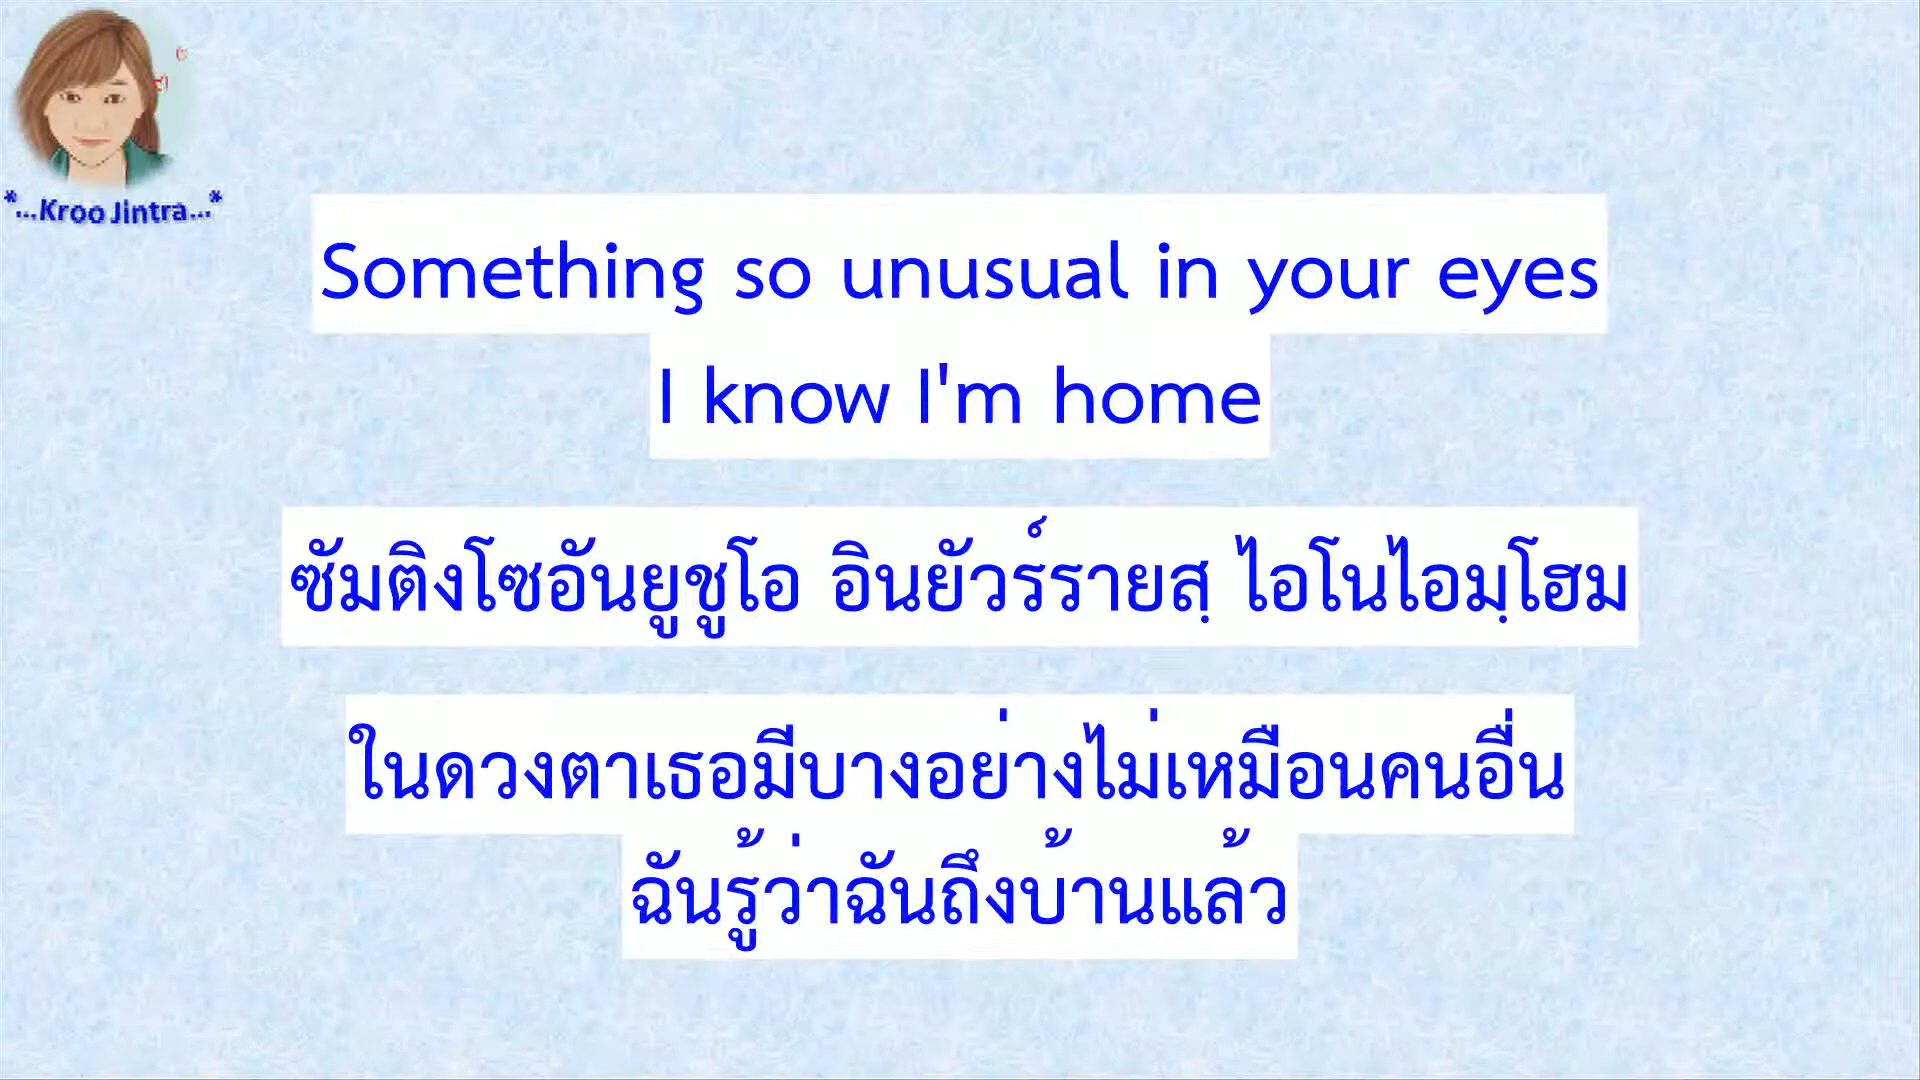 *...Kroo Jintra...*
Something so unusual in your eyes
I know I'm home
ซัมติงโซอันยูชูโอ อินยัวร์รายสฺ ไอโนไอมฺโฮม
ในดวงตาเธอมีบางอย่างไม่เหมือนคนอื่น
ฉันรู้ว่าฉันถึงบ้านแล้ว